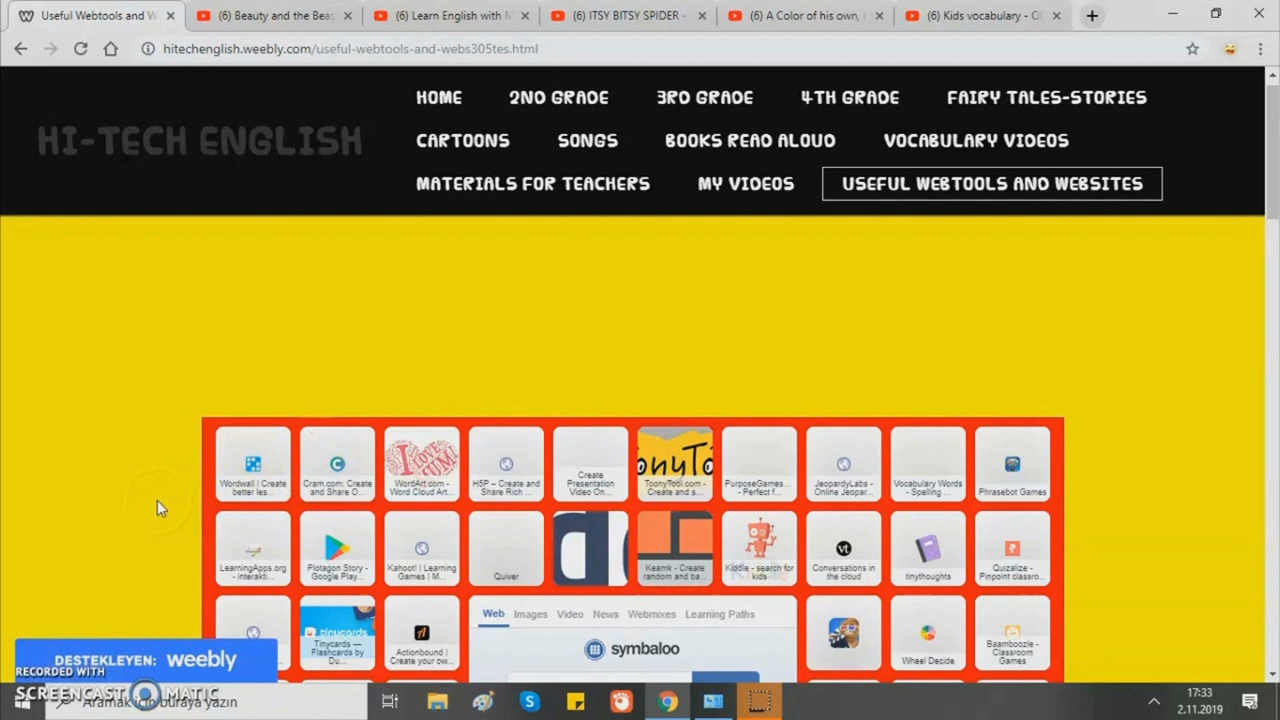 Useful Webtools and W
(6) Beauty and the Beas
(6) Learn English with
(6) ITSY BITSY SPIDER -
(6) A Color of his own,
(6) Kids vocabulary -
hitechenglish.weebly.com/useful-webtools-and-webs305tes.html
HI-TECH ENGLISH
HOME 2ND GRADE 3RD GRADE 4TH GRADE FAIRY TALES-STORIES
CARTOONS SONGS BOOKS READ ALOUD VOCABULARY VIDEOS
MATERIALS FOR TEACHERS MY VIDEOS USEFUL WEBTOOLS AND WEBSITES
Wordwall | Create
better les...
Cram.com: Create
and Share O...
WordArt.com -
Word Cloud Art...
H5P – Create and
Share Rich ...
Create
Presentation
Video On...
ToonyTool.com -
Create and s...
PurposeGames...
- Perfect f...
JeopardyLabs -
Online Jeopar...
Vocabulary Words
- Spelling ...
Phrasebot Games
LearningApps.org
- interakti...
Plotagon Story -
Google Play...
Kahoot! | Learning
Games | M...
Quiver
Keamk - Create
random and ba...
Kiddle - search for
kids
Conversations in
the cloud
tinythoughts
Quizalize -
Pinpoint classro...
tinycards
Tinycards —
Flashcards by
Du...
Actionbound |
Create your ow...
Web Images Video News Webmixes Learning Paths
symbaloo
Wheel Decide
Baamboozle -
Classroom
Games
DESTEKLEYEN: weebly
RECORDED WITH
SCREENCAST MATIC
Aramak için buraya yazın
17:33
2.11.2019